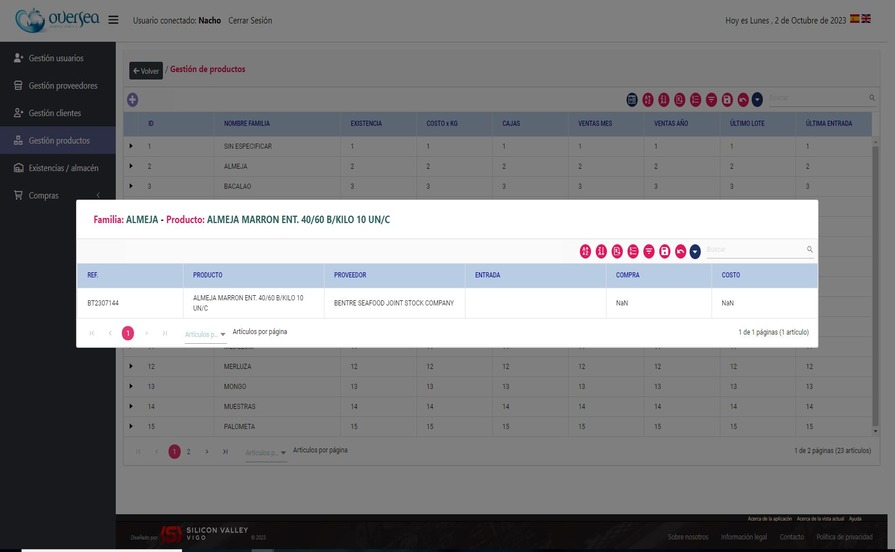 oversea
Usuario conectado: Nacho Cerrar Sesión
Hoy es Lunes , 2 de Octubre de 2023
Gestión usuarios
Gestión proveedores
Gestión clientes
Gestión productos
Existencias / almacén
Compras
Volver / Gestión de productos
Buscar
ID NOMBRE FAMILIA EXISTENCIA COSTO x KG CAJAS VENTAS MES VENTAS AÑO ÚLTIMO LOTE ÚLTIMA ENTRADA
1 SIN ESPECIFICAR 1 1 1 1 1 1 1
2 ALMEJA 2 2 2 2 2 2 2
3 BACALAO 3 3 3 3 3 3 3
Familia: ALMEJA - Producto: ALMEJA MARRON ENT. 40/60 B/KILO 10 UN/C
Buscar
REF. PRODUCTO PROVEEDOR ENTRADA COMPRA COSTO
BT2307144 ALMEJA MARRON ENT. 40/60 B/KILO 10 UN/C BENTRE SEAFOOD JOINT STOCK COMPANY NaN NaN
1 Artículos p... Artículos por página 1 de 1 páginas (1 artículo)
12 MERLUZA 12 12 12 12 12 12 12
13 MONGO 13 13 13 13 13 13 13
14 MUESTRAS 14 14 14 14 14 14 14
15 PALOMETA 15 15 15 15 15 15 15
1 2 Artículos p... Artículos por página 1 de 2 páginas (23 artículos)
Acerca de la aplicación Acerca de la vista actual Ayuda
Diseñado por SILICON VALLEY VIGO © 2023
Sobre nosotros Información legal Contacto Política de privacidad